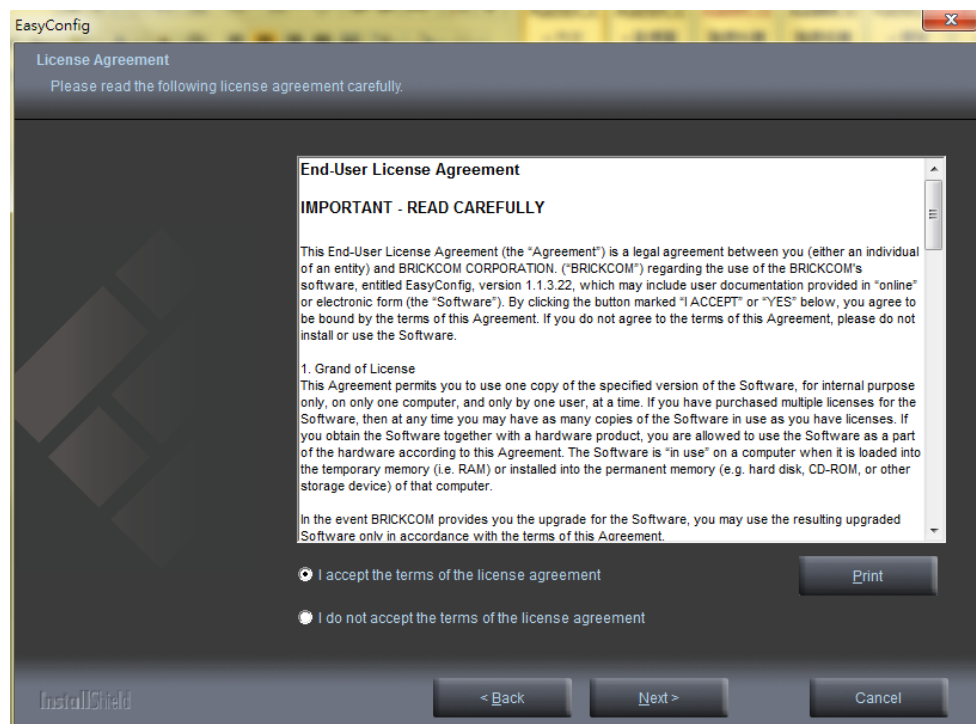 EasyConfig
License Agreement
Please read the following license agreement carefully.
End-User License Agreement
IMPORTANT - READ CAREFULLY
This End-User License Agreement (the “Agreement”) is a legal agreement between you (either an individual
of an entity) and BRICKCOM CORPORATION. (“BRICKCOM”) regarding the use of the BRICKCOM's
software, entitled EasyConfig, version 1.1.3.22, which may include user documentation provided in “online”
or electronic form (the “Software”). By clicking the button marked “I ACCEPT” or “YES” below, you agree to
be bound by the terms of this Agreement. If you do not agree to the terms of this Agreement, please do not
install or use the Software.
1. Grand of License
This Agreement permits you to use one copy of the specified version of the Software, for internal purpose
only, on only one computer, and only by one user, at a time. If you have purchased multiple licenses for the
Software, then at any time you may have as many copies of the Software in use as you have licenses. If
you obtain the Software together with a hardware product, you are allowed to use the Software as a part
of the hardware according to this Agreement. The Software is “in use” on a computer when it is loaded into
the temporary memory (i.e. RAM) or installed into the permanent memory (e.g. hard disk, CD-ROM, or other
storage device) of that computer.
In the event BRICKCOM provides you the upgrade for the Software, you may use the resulting upgraded
Software only in accordance with the terms of this Agreement.
I accept the terms of the license agreement
Print
I do not accept the terms of the license agreement
InstallShield
< Back
Next >
Cancel